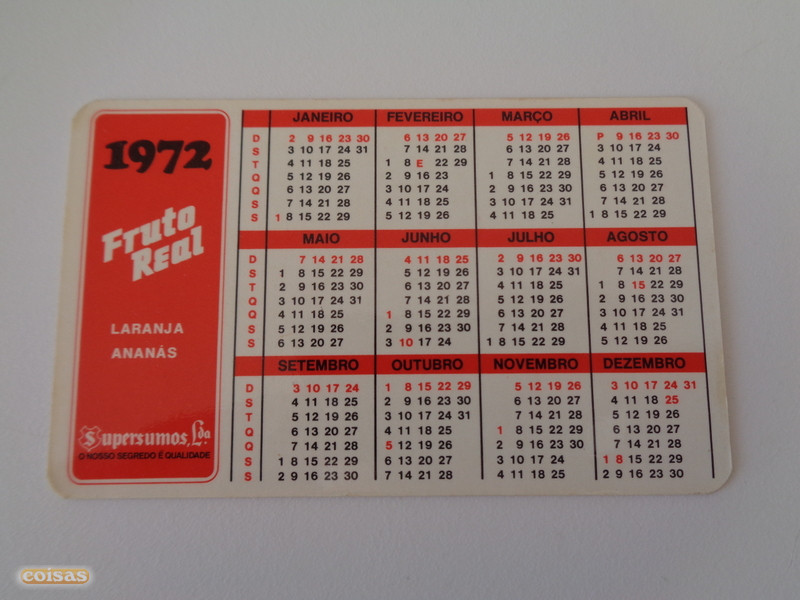 1972
Fruto
Real
LARANJA
ANANÁS
Supersumos, Lda
O NOSSO SEGREDO É QUALIDADE
JANEIRO FEVEREIRO MARÇO ABRIL
D 2 9 16 23 30 6 13 20 27 5 12 19 26 P 9 16 23 30
S 3 10 17 24 31 7 14 21 28 6 13 20 27 3 10 17 24
T 4 11 18 25 1 8 E 22 29 7 14 21 28 4 11 18 25
Q 5 12 19 26 2 9 16 23 1 8 15 22 29 5 12 19 26
Q 6 13 20 27 3 10 17 24 2 9 16 23 30 6 13 20 27
S 7 14 21 28 4 11 18 25 3 10 17 24 31 7 14 21 28
S 1 8 15 22 29 5 12 19 26 4 11 18 25 1 8 15 22 29
MAIO JUNHO JULHO AGOSTO
D 7 14 21 28 4 11 18 25 2 9 16 23 30 6 13 20 27
S 1 8 15 22 29 5 12 19 26 3 10 17 24 31 7 14 21 28
T 2 9 16 23 30 6 13 20 27 4 11 18 25 1 8 15 22 29
Q 3 10 17 24 31 7 14 21 28 5 12 19 26 2 9 16 23 30
Q 4 11 18 25 1 8 15 22 29 6 13 20 27 3 10 17 24 31
S 5 12 19 26 2 9 16 23 30 7 14 21 28 4 11 18 25
S 6 13 20 27 3 10 17 24 1 8 15 22 29 5 12 19 26
SETEMBRO OUTUBRO NOVEMBRO DEZEMBRO
D 3 10 17 24 1 8 15 22 29 5 12 19 26 3 10 17 24 31
S 4 11 18 25 2 9 16 23 30 6 13 20 27 4 11 18 25
T 5 12 19 26 3 10 17 24 31 7 14 21 28 5 12 19 26
Q 6 13 20 27 4 11 18 25 1 8 15 22 29 6 13 20 27
Q 7 14 21 28 5 12 19 26 2 9 16 23 30 7 14 21 28
S 1 8 15 22 29 6 13 20 27 3 10 17 24 1 8 15 22 29
S 2 9 16 23 30 7 14 21 28 4 11 18 25 2 9 16 23 30
coisas